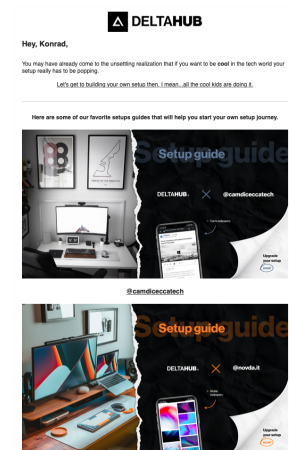 DELTAHUB
Hey, Konrad,
You may have already come to the unsettling realization that if you want to be cool in the tech world your
setup really has to be popping.
Let's get to building your own setup then. I mean...all the cool kids are doing it.
Here are some of our favorite setups guides that will help you start your own setup journey.
Setup guide
Setup guide
DELTAHUB. @camdiceccatech
Upgrade
your setup
@camdiceccatech
Setup guide
Setup guide
DELTAHUB. @novda.it
Upgrade
your setup